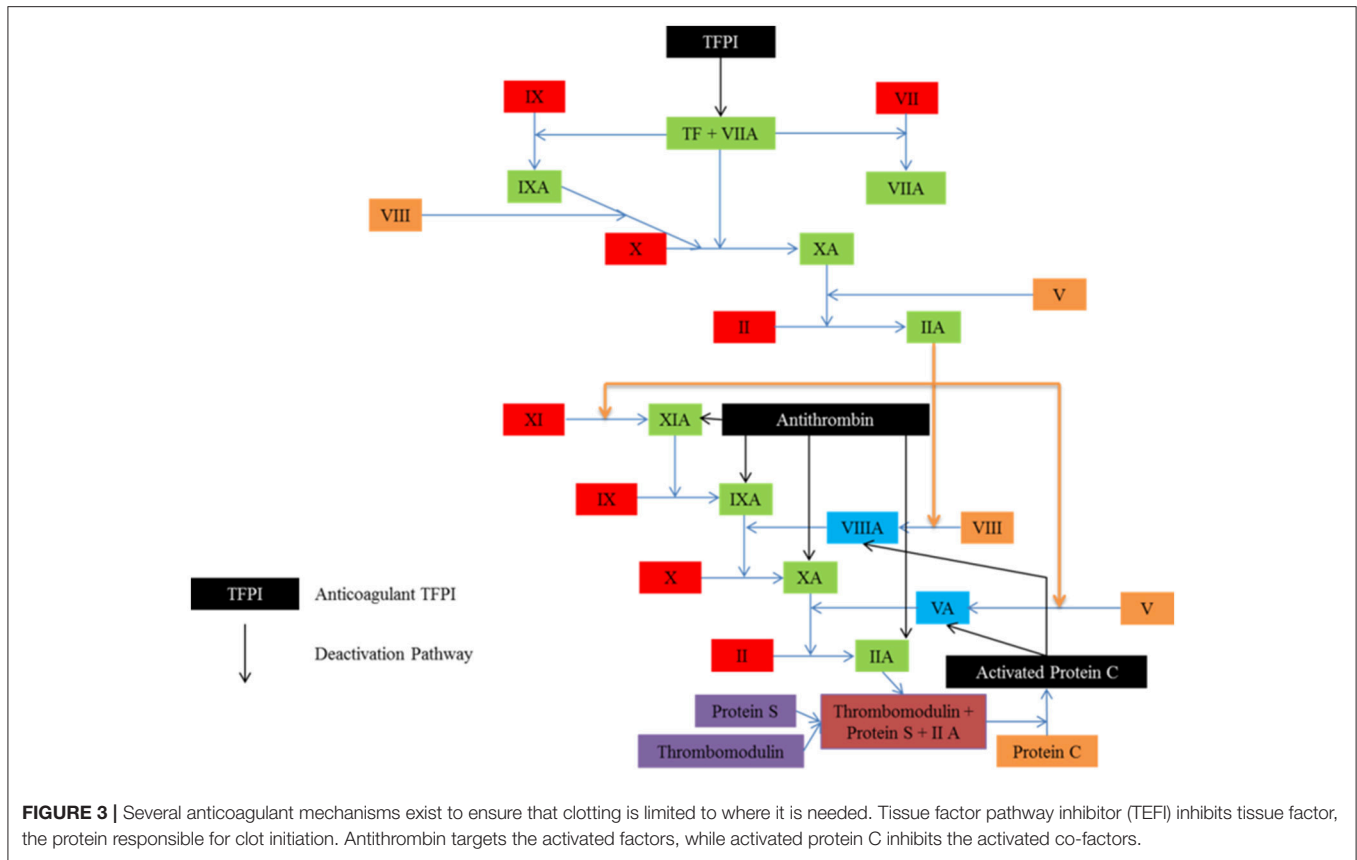 TFPI
IX
VII
TF + VIIA
IXA
VIIA
VIII
X
XA
V
II
IIA
XI
XIA
Antithrombin
IX
IXA
VIIIA
VIII
X
XA
TFPI
Anticoagulant TFPI
VA
V
Deactivation Pathway
II
IIA
Activated Protein C
Protein S
Thrombomodulin +
Protein S + II A
Thrombomodulin
Protein C
FIGURE 3 | Several anticoagulant mechanisms exist to ensure that clotting is limited to where it is needed. Tissue factor pathway inhibitor (TEFI) inhibits tissue factor,
the protein responsible for clot initiation. Antithrombin targets the activated factors, while activated protein C inhibits the activated co-factors.